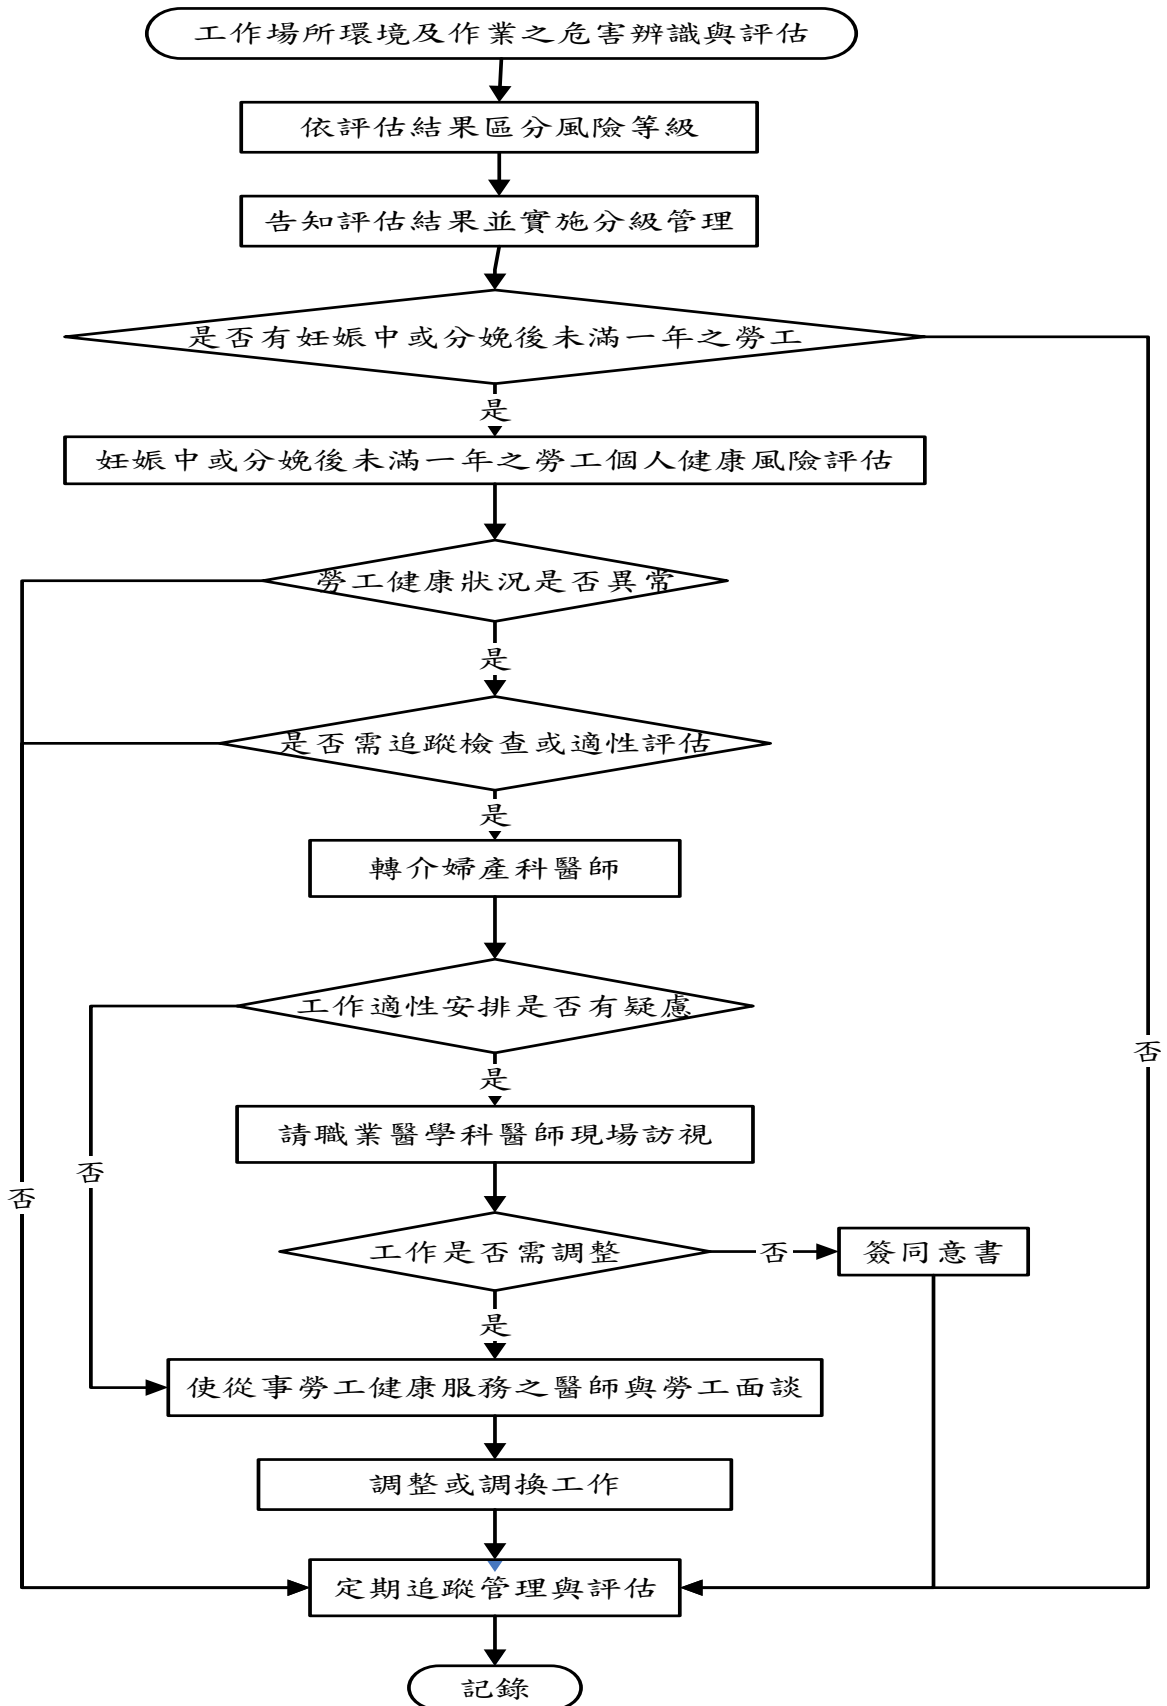 工作場所環境及作業之危害辨識與評估
依評估結果區分風險等級
告知評估結果並實施分級管理
是否有妊娠中或分娩後未滿一年之勞工
是
妊娠中或分娩後未滿一年之勞工個人健康風險評估
勞工健康狀況是否異常
是
是否需追蹤檢查或適性評估
是
轉介婦產科醫師
工作適性安排是否有疑慮
否
是
請職業醫學科醫師現場訪視
否
否
工作是否需調整
否
簽同意書
是
使從事勞工健康服務之醫師與勞工面談
調整或調換工作
定期追蹤管理與評估
記錄